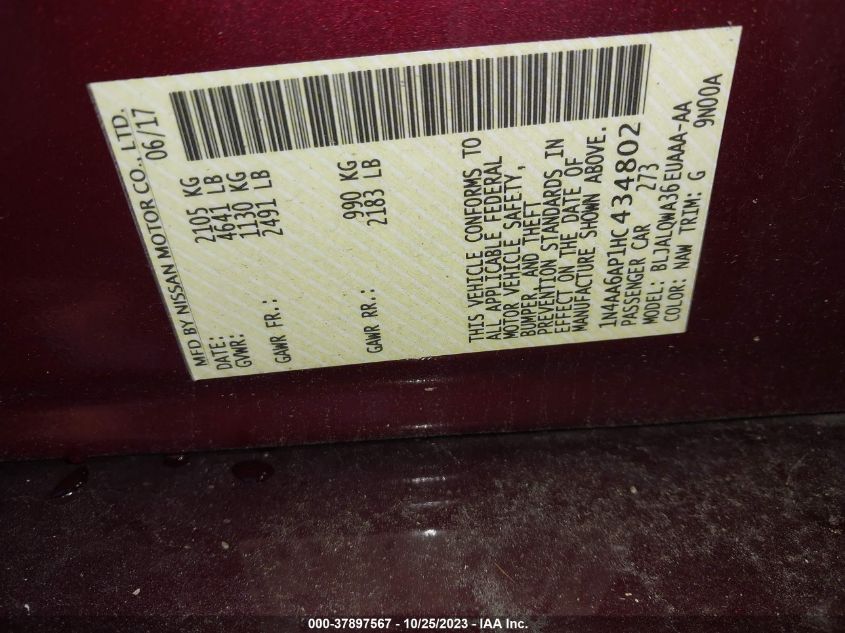 MFD BY NISSAN MOTOR CO., LTD.
DATE: 06/17
GVWR: 2105 KG
4641 LB
GAWR FR.: 1130 KG
2491 LB
GAWR RR.: 990 KG
2183 LB
THIS VEHICLE CONFORMS TO
ALL APPLICABLE FEDERAL
MOTOR VEHICLE SAFETY,
BUMPER, AND THEFT
PREVENTION STANDARDS IN
EFFECT ON THE DATE OF
MANUFACTURE SHOWN ABOVE.
1N4AA6AP1HC434802
PASSENGER CAR 273
MODEL: BLJALQWA36EUAAA-AA
COLOR: NAW TRIM: G 9N00A
000-37897567 - 10/25/2023 - IAA Inc.